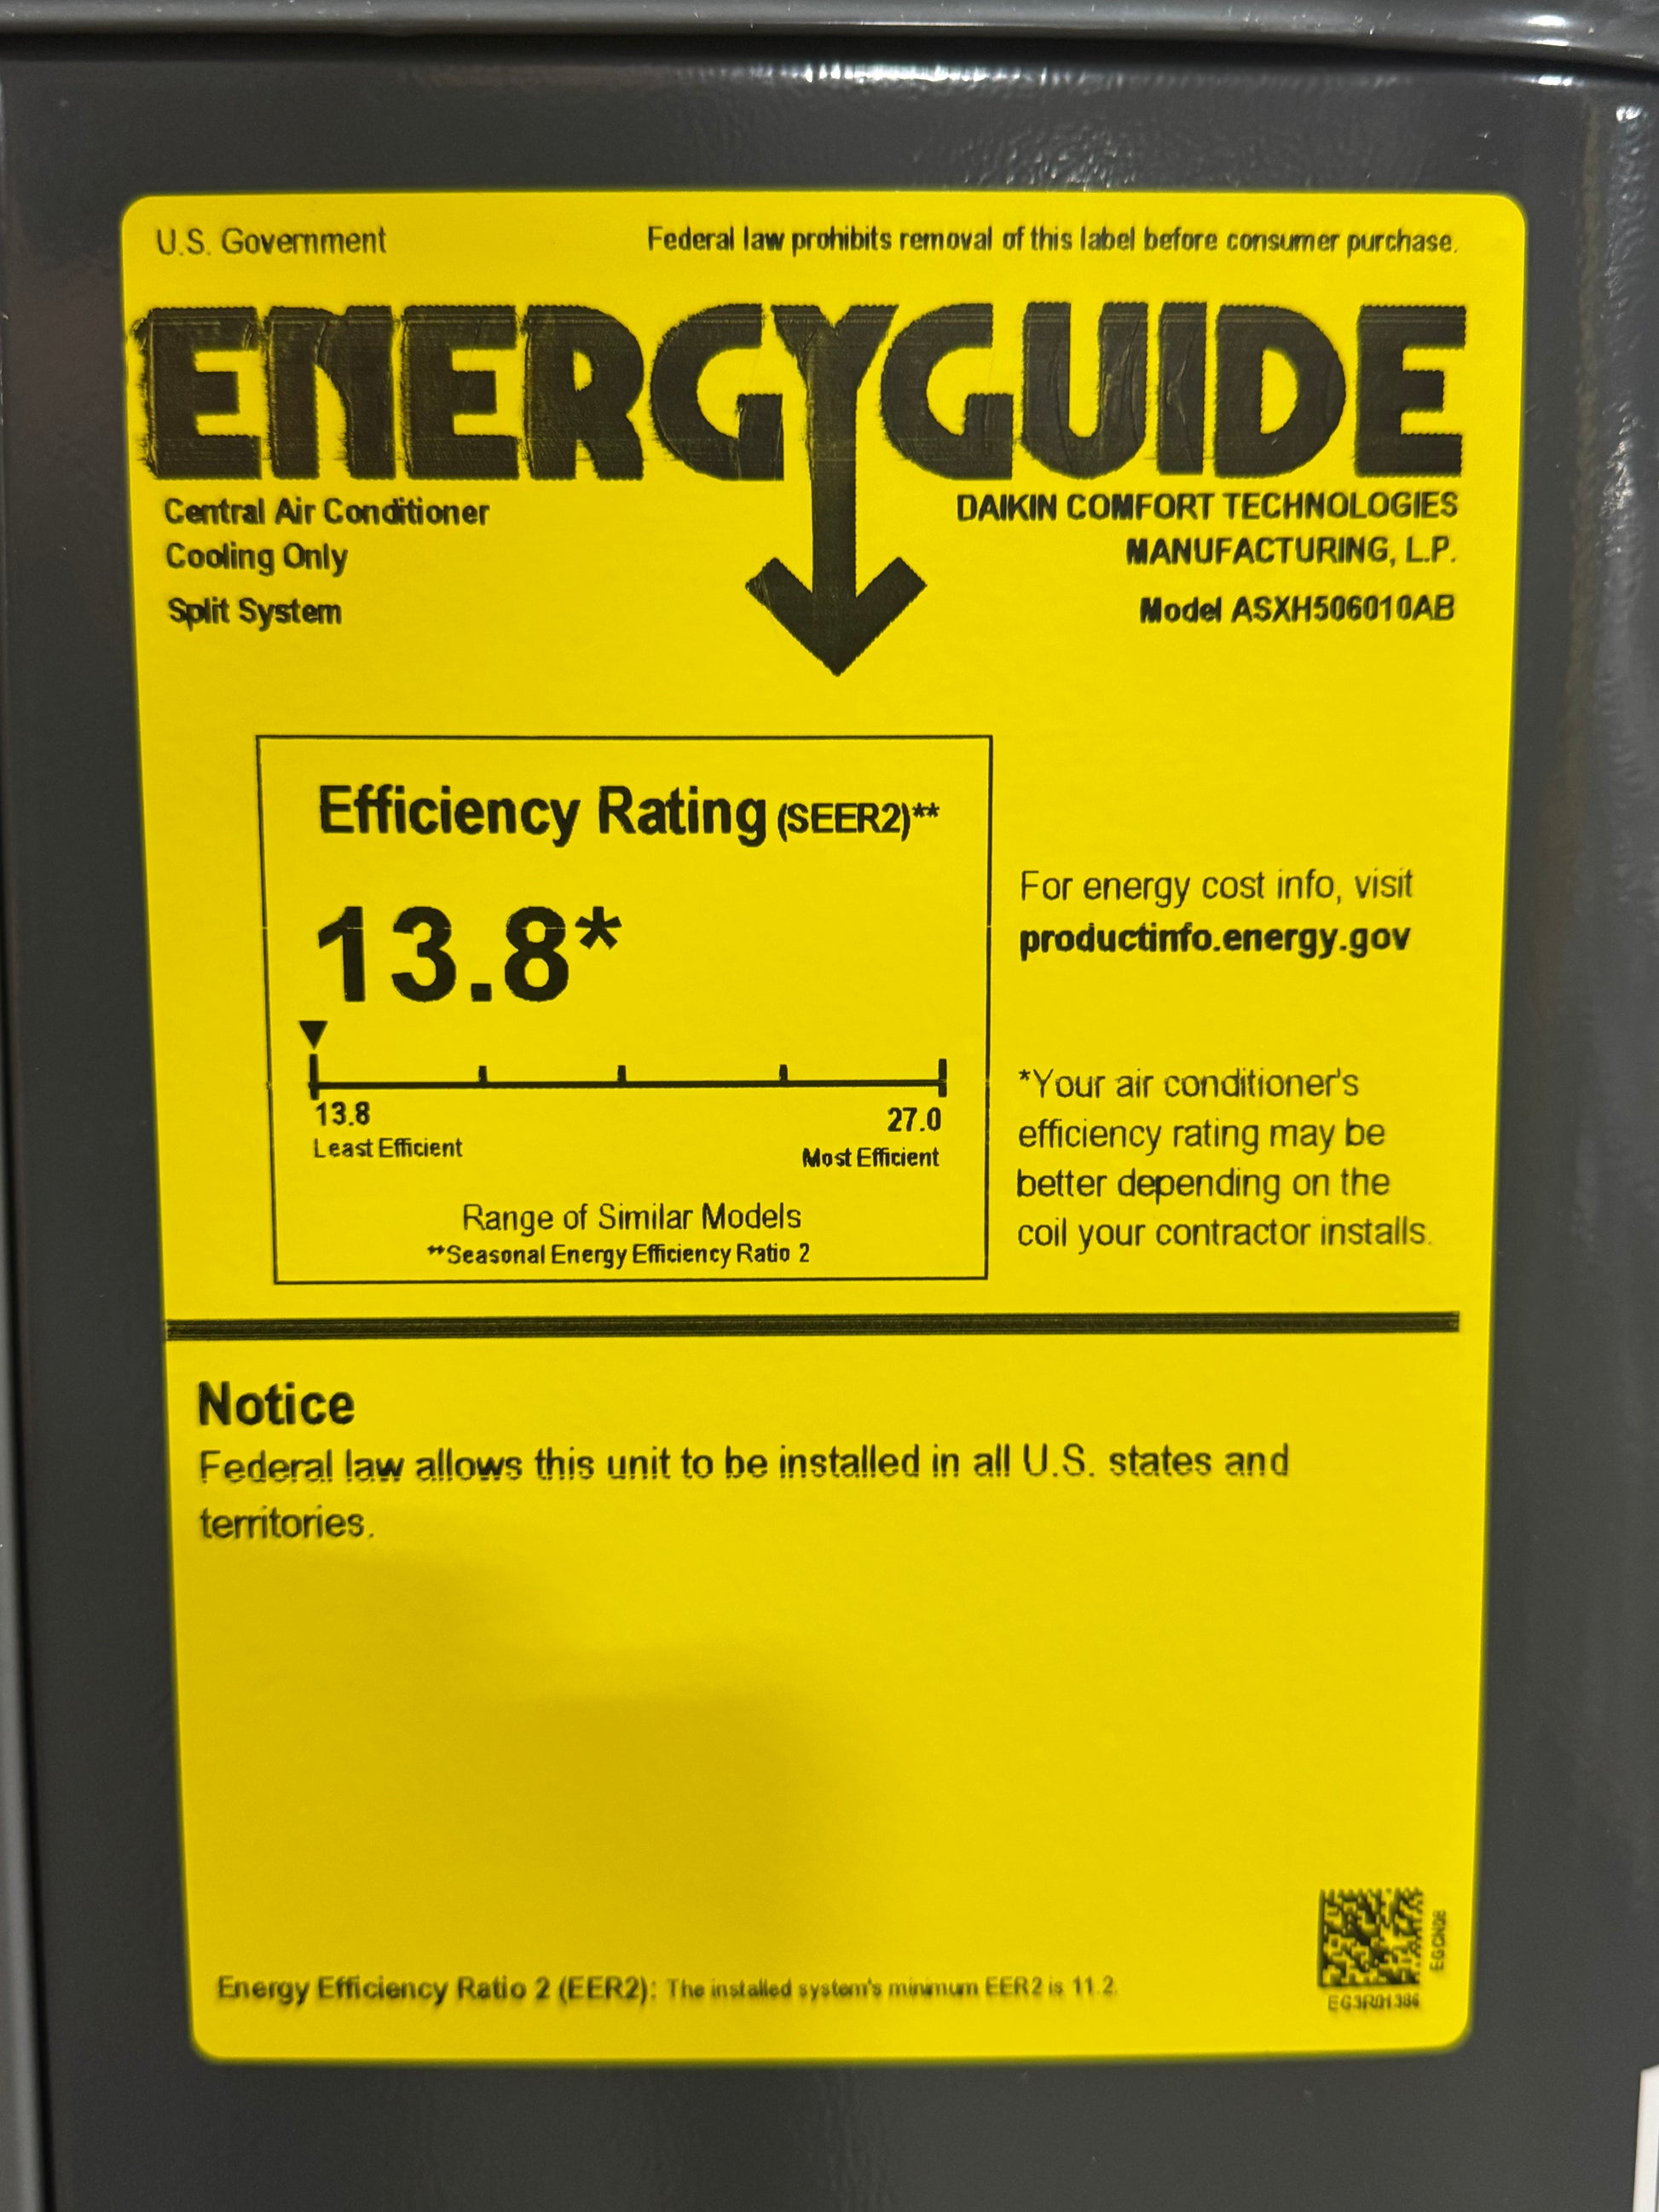 U.S. Government
Federal law prohibits removal of this label before consumer purchase.
ENERGYGUIDE
Central Air Conditioner
Cooling Only
Split System
DAIKIN COMFORT TECHNOLOGIES
MANUFACTURING, L.P.
Model ASXH506010AB
Efficiency Rating (SEER2)**
13.8*
13.8
27.0
Least Efficient
Most Efficient
Range of Similar Models
**Seasonal Energy Efficiency Ratio 2
For energy cost info, visit
productinfo.energy.gov
*Your air conditioner's
efficiency rating may be
better depending on the
coil your contractor installs.
Notice
Federal law allows this unit to be installed in all U.S. states and
territories.
Energy Efficiency Ratio 2 (EER2): The installed system's minimum EER2 is 11.2.